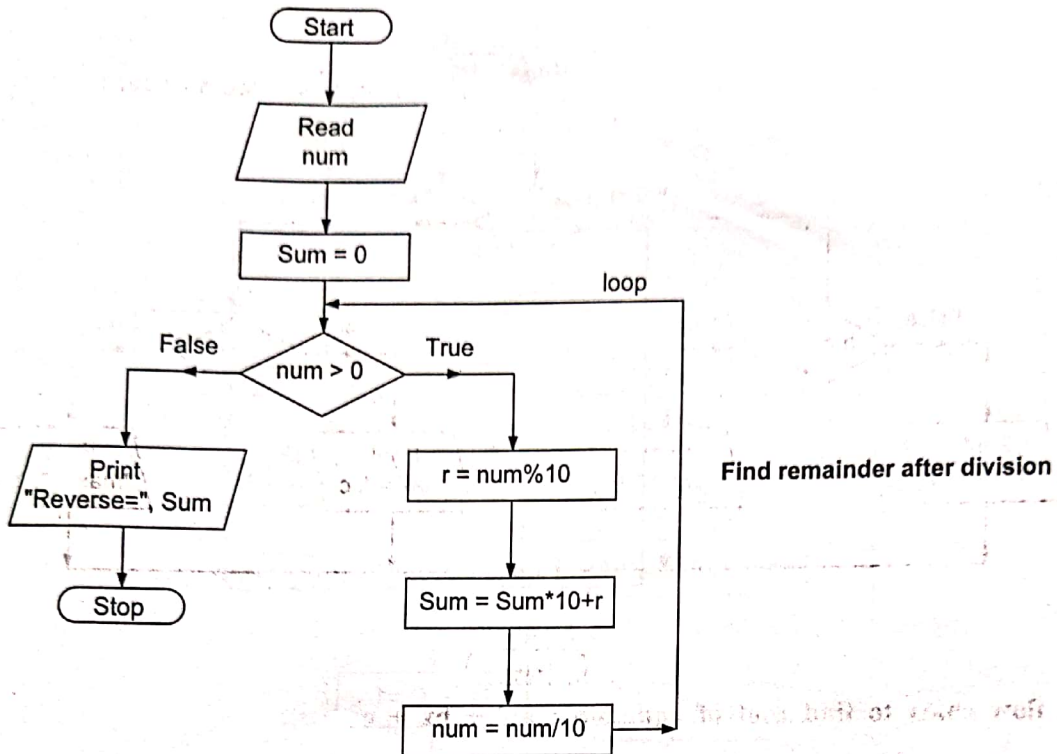 Start
Read
num
Sum = 0
loop
False
True
num > 0
Print
"Reverse=", Sum
r = num%10
Find remainder after division
Stop
Sum = Sum*10+r
num = num/10